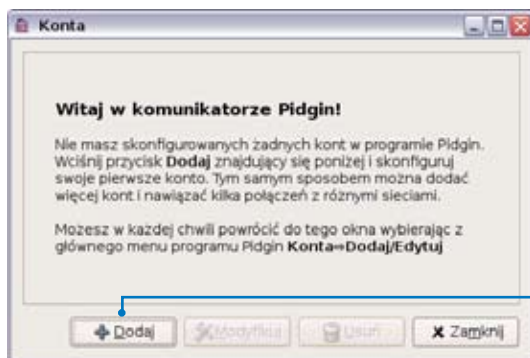 Konta
Witaj w komunikatorze Pidgin!
Nie masz skonfigurowanych żadnych kont w programie Pidgin.
Wciśnij przycisk Dodaj znajdujący się poniżej i skonfiguruj
swoje pierwsze konto. Tym samym sposobem można dodać
więcej kont i nawiązać kilka połączeń z różnymi sieciami.
Możesz w każdej chwili powrócić do tego okna wybierając z
głównego menu programu Pidgin Konta⇒Dodaj/Edytuj
Dodaj Modyfikuj Usuń Zamknij